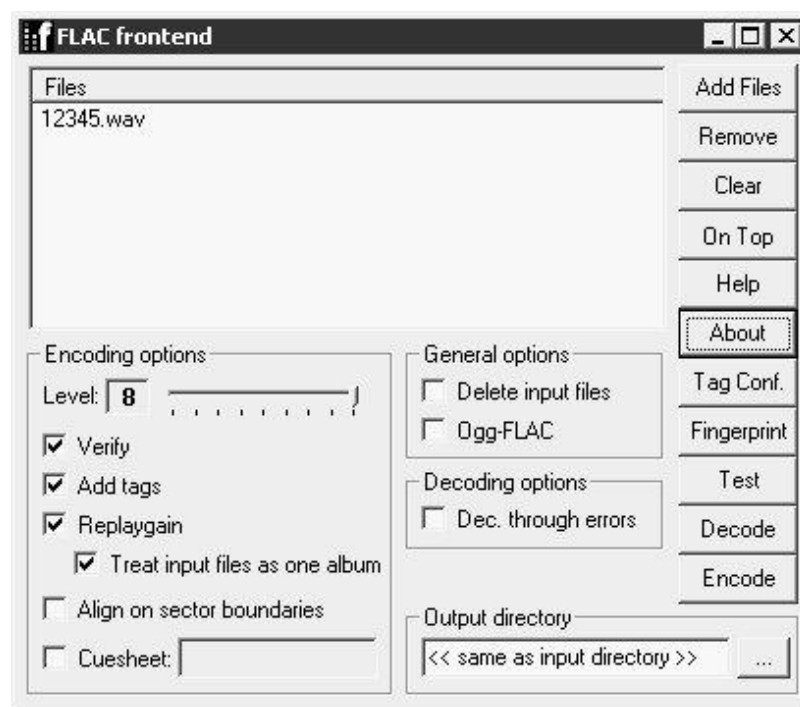 FLAC frontend
Files
12345.wav
Add Files
Remove
Clear
On Top
Help
About
Tag Conf.
Fingerprint
Test
Decode
Encode
Encoding options
Level: 8
Verify
Add tags
Replaygain
Treat input files as one album
Align on sector boundaries
Cuesheet:
General options
Delete input files
Ogg-FLAC
Decoding options
Dec. through errors
Output directory
<< same as input directory >>
...